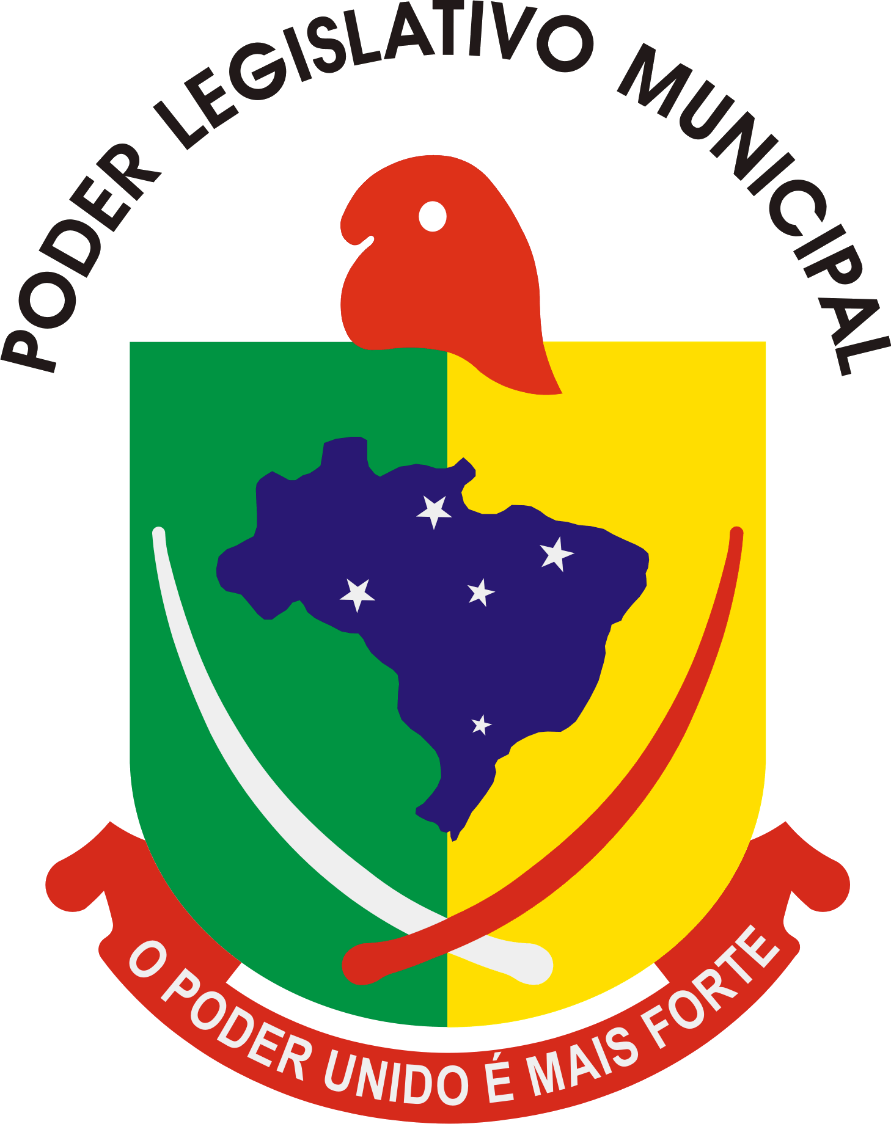 PODER LEGISLATIVO MUNICIPAL
O PODER UNIDO É MAIS FORTE